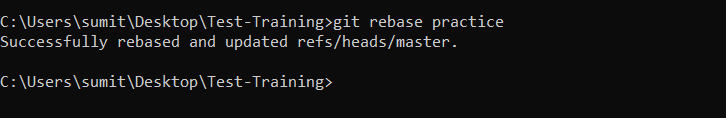 C:\Users\sumit\Desktop\Test-Training>git rebase practice
Successfully rebased and updated refs/heads/master.
C:\Users\sumit\Desktop\Test-Training>